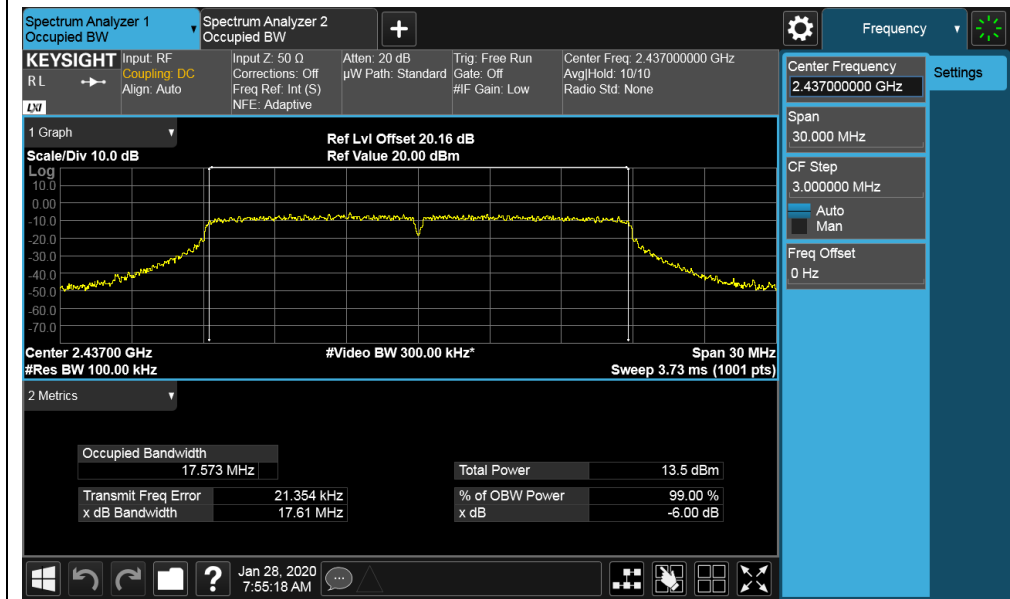 Spectrum Analyzer 1
Occupied BW
Spectrum Analyzer 2
Occupied BW
+
Frequency
KEYSIGHT
R L
LXI
Input: RF
Coupling: DC
Align: Auto
Input Z: 50 Ω
Corrections: Off
Freq Ref: Int (S)
NFE: Adaptive
Atten: 20 dB
µW Path: Standard
Trig: Free Run
Gate: Off
#IF Gain: Low
Center Freq: 2.437000000 GHz
Avg|Hold: 10/10
Radio Std: None
Center Frequency
2.437000000 GHz
Settings
Span
30.000 MHz
CF Step
3.000000 MHz
Auto
Man
Freq Offset
0 Hz
1 Graph
Scale/Div 10.0 dB
Ref Lvl Offset 20.16 dB
Ref Value 20.00 dBm
Log
10.0
0.00
-10.0
-20.0
-30.0
-40.0
-50.0
-60.0
-70.0
Center 2.43700 GHz
#Video BW 300.00 kHz*
Span 30 MHz
#Res BW 100.00 kHz
Sweep 3.73 ms (1001 pts)
2 Metrics
Occupied Bandwidth
17.573 MHz
Total Power 13.5 dBm
Transmit Freq Error 21.354 kHz
% of OBW Power 99.00 %
x dB Bandwidth 17.61 MHz
x dB -6.00 dB
?
Jan 28, 2020
7:55:18 AM